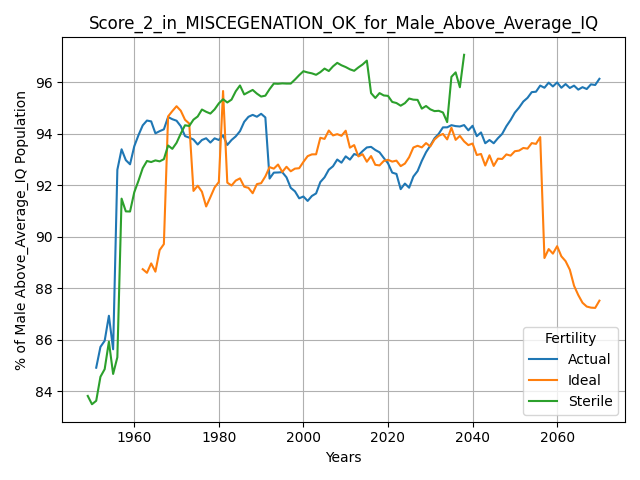 Score_2_in_MISCEGENATION_OK_for_Male_Above_Average_IQ
% of Male Above_Average_IQ Population
96
94
92
90
88
86
84
1960
1980
2000
2020
2040
2060
Years
Fertility
Actual
Ideal
Sterile